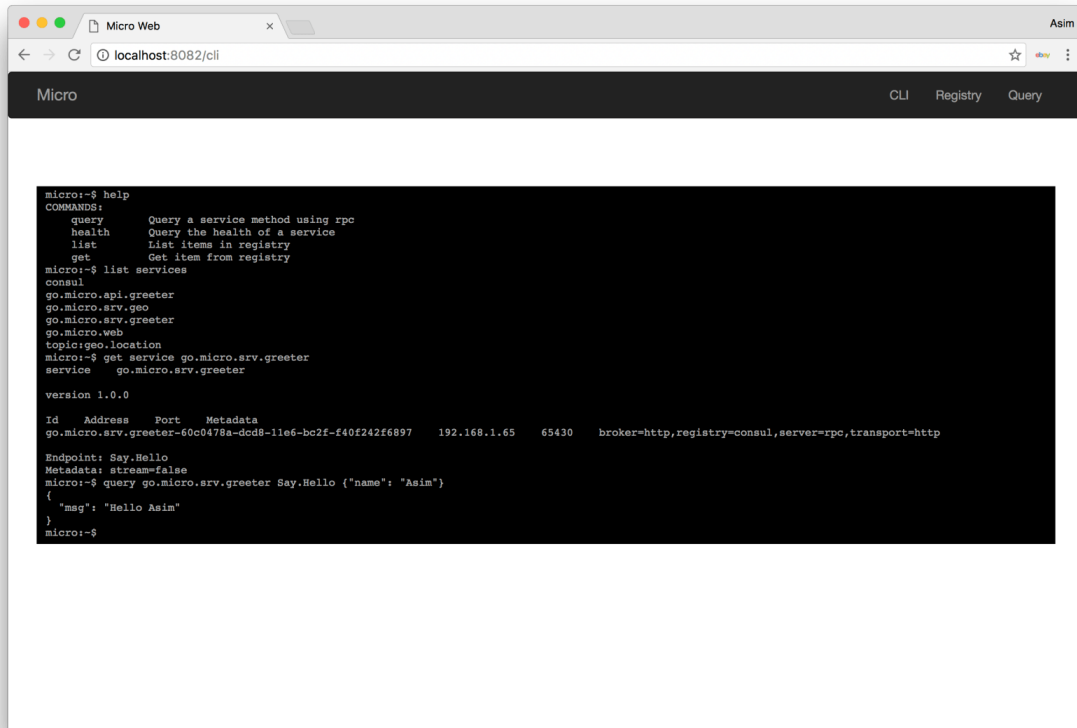 Micro Web
Asim
localhost:8082/cli
ebay
Micro
CLI Registry Query
micro:~$ help
COMMANDS:
    query      Query a service method using rpc
    health     Query the health of a service
    list       List items in registry
    get        Get item from registry
micro:~$ list services
consul
go.micro.api.greeter
go.micro.srv.geo
go.micro.srv.greeter
go.micro.web
topic:geo.location
micro:~$ get service go.micro.srv.greeter
service    go.micro.srv.greeter
version 1.0.0
Id    Address    Port    Metadata
go.micro.srv.greeter-60c0478a-dcd8-11e6-bc2f-f40f242f6897    192.168.1.65    65430    broker=http,registry=consul,server=rpc,transport=http
Endpoint: Say.Hello
Metadata: stream=false
micro:~$ query go.micro.srv.greeter Say.Hello {"name": "Asim"}
{
  "msg": "Hello Asim"
}
micro:~$